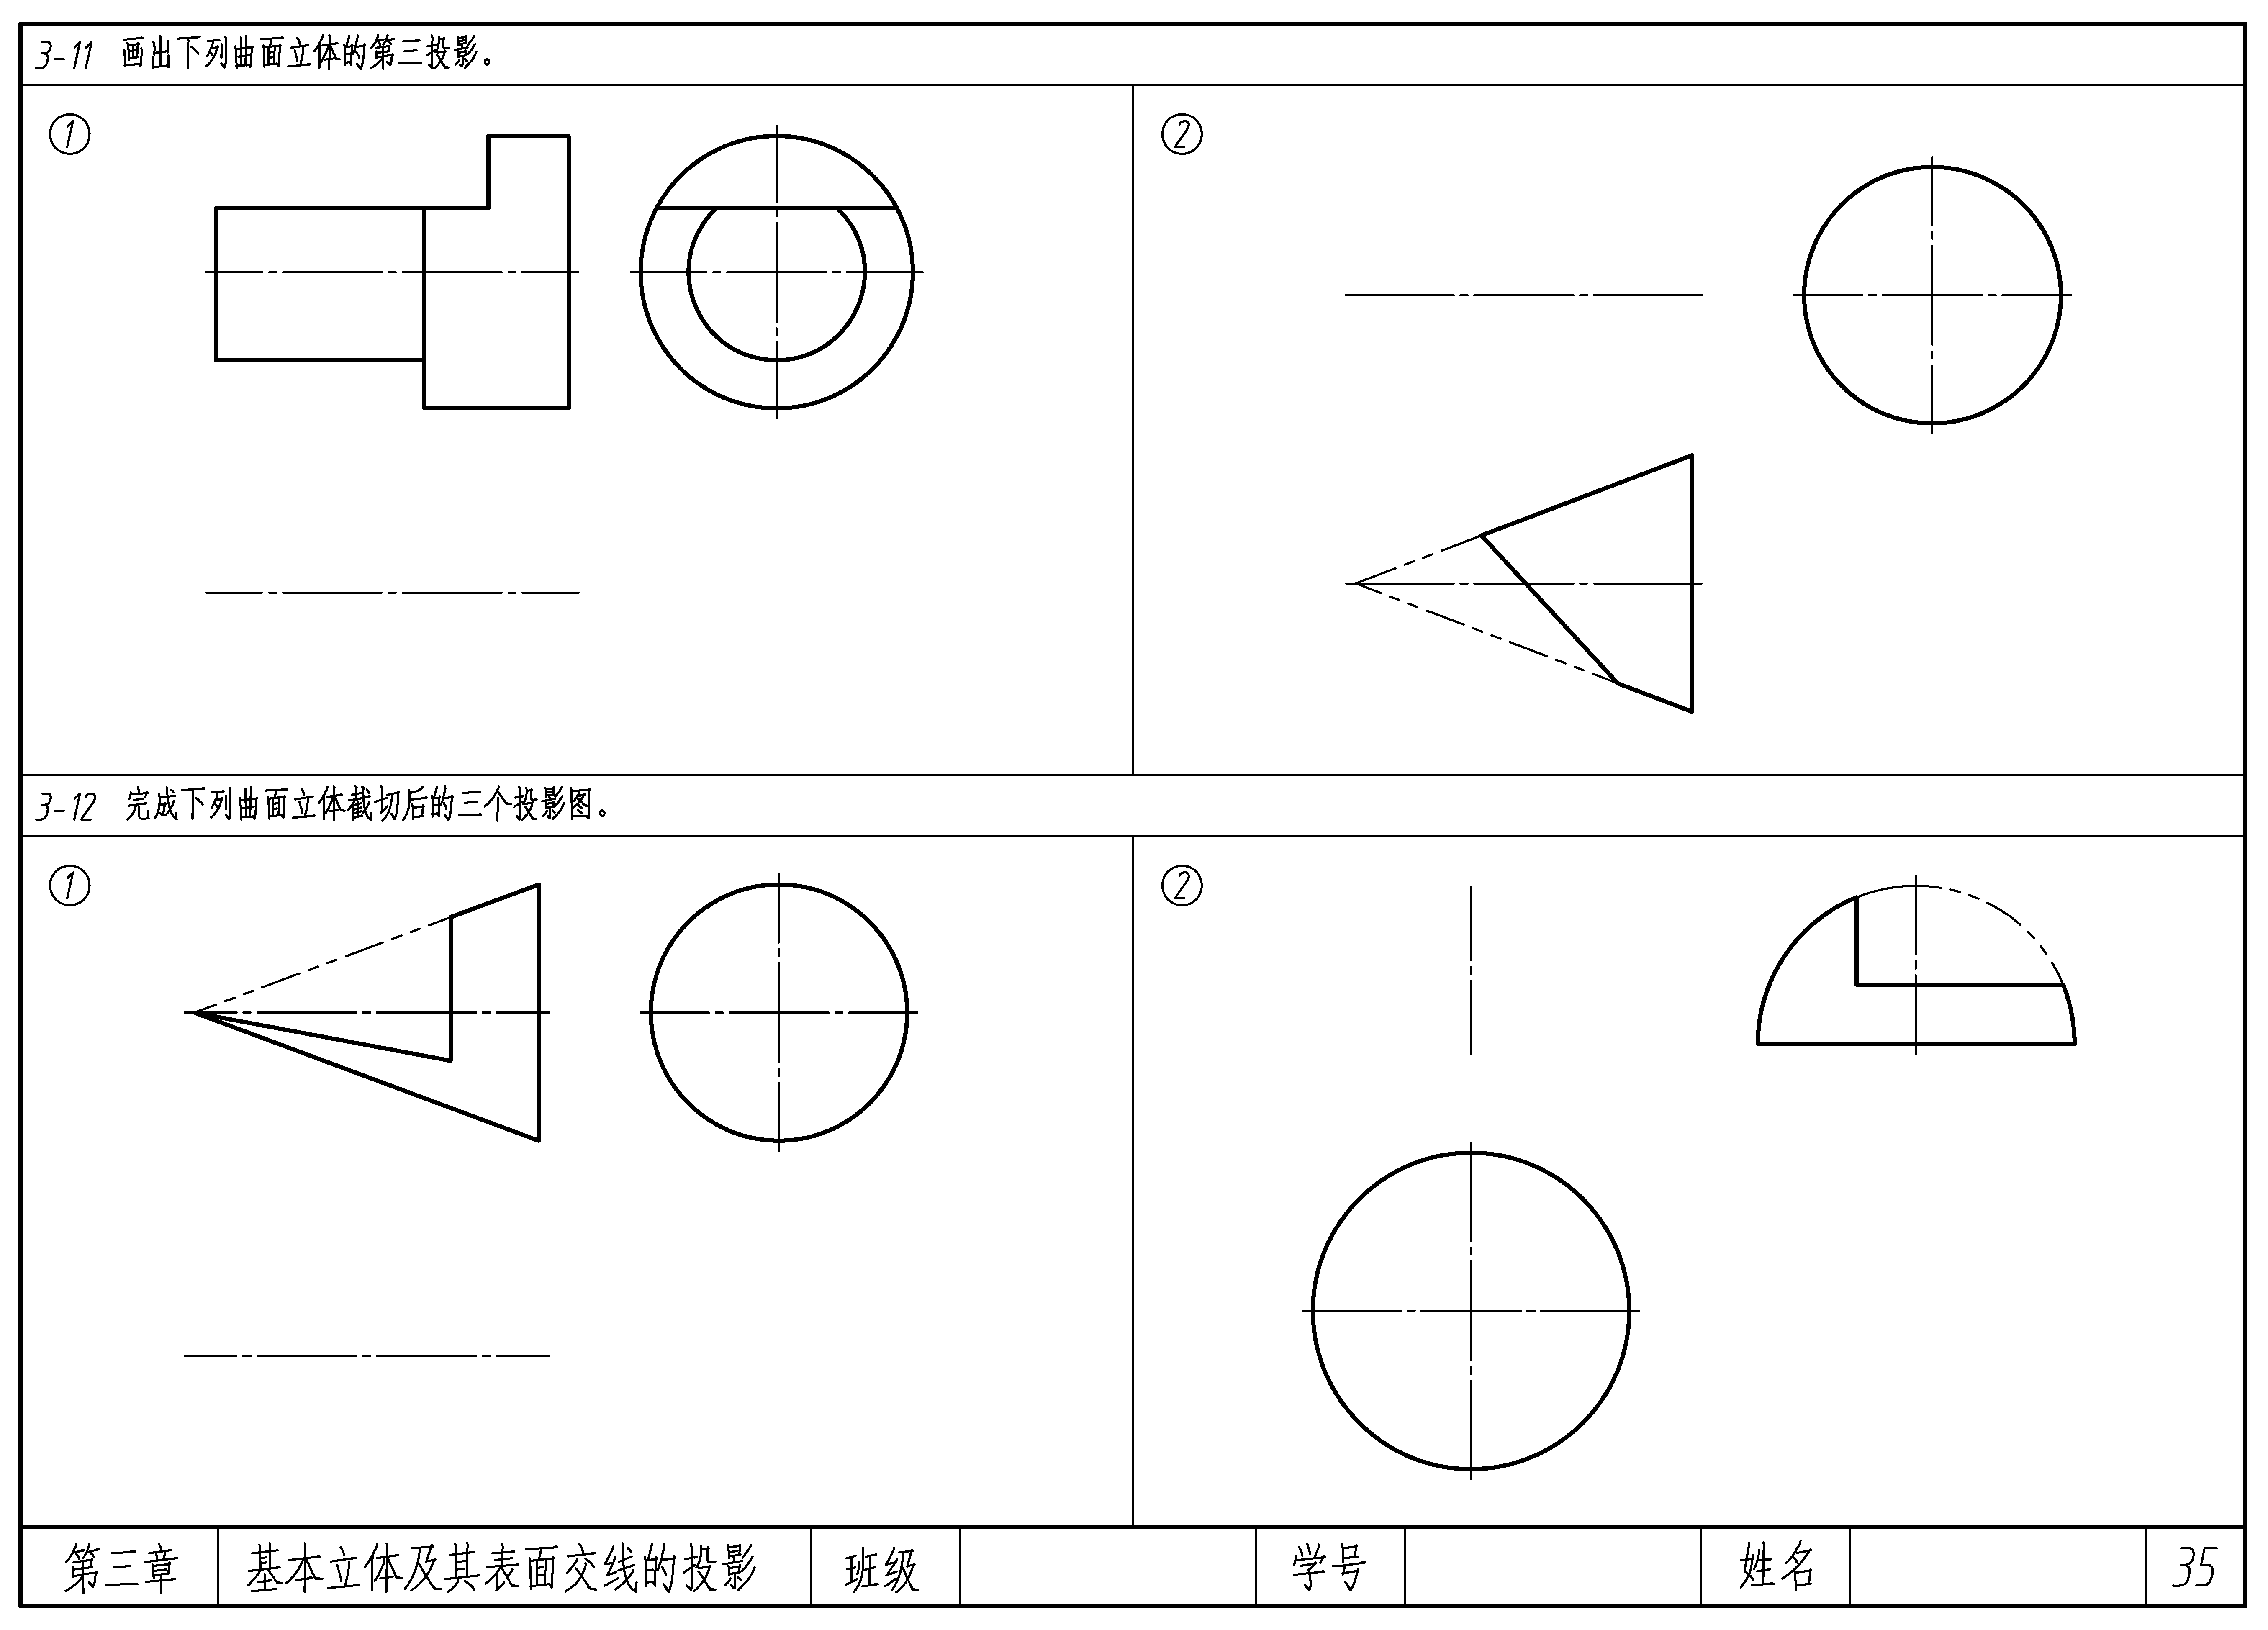 3-11 画出下列曲面立体的第三投影。
① ②
3-12 完成下列曲面立体截切后的三个投影图。
① ②
第三章 基本立体及其表面交线的投影 班级 学号 姓名 35